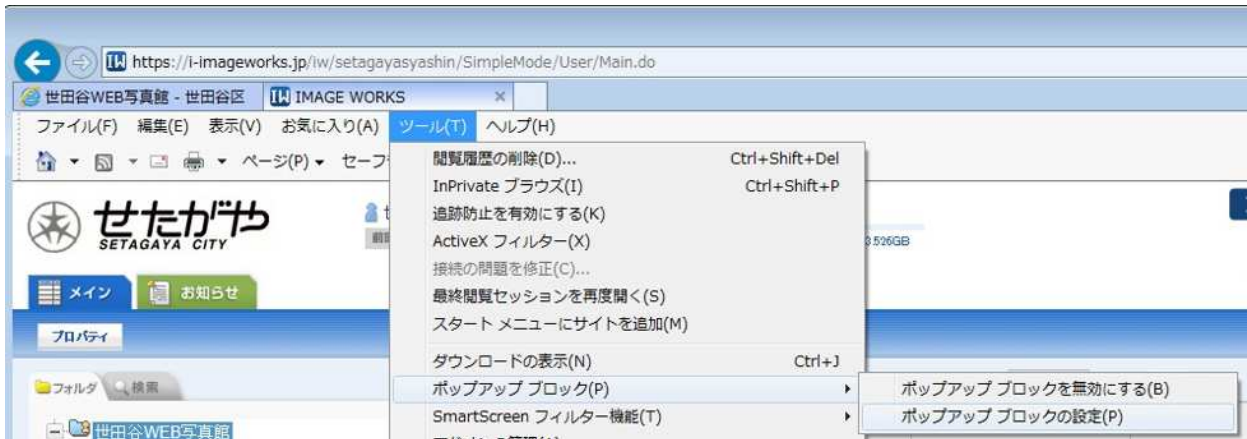 https://i-imageworks.jp/iw/setagayasyashin/SimpleMode/User/Main.do
世田谷WEB写真館 - 世田谷区 IMAGE WORKS
ファイル(F) 編集(E) 表示(V) お気に入り(A) ツール(T) ヘルプ(H)
ページ(P) セーフ
閲覧履歴の削除(D)... Ctrl+Shift+Del
InPrivate ブラウズ(I) Ctrl+Shift+P
追跡防止を有効にする(K)
ActiveX フィルター(X)
接続の問題を修正(C)...
最終閲覧セッションを再度開く(S)
スタート メニューにサイトを追加(M)
ダウンロードの表示(N) Ctrl+J
ポップアップ ブロック(P)
SmartScreen フィルター機能(T)
ポップアップ ブロックを無効にする(B)
ポップアップ ブロックの設定(P)
せたがや
SETAGAYA CITY
3.526GB
メイン お知らせ
プロパティ
フォルダ 検索
世田谷WEB写真館